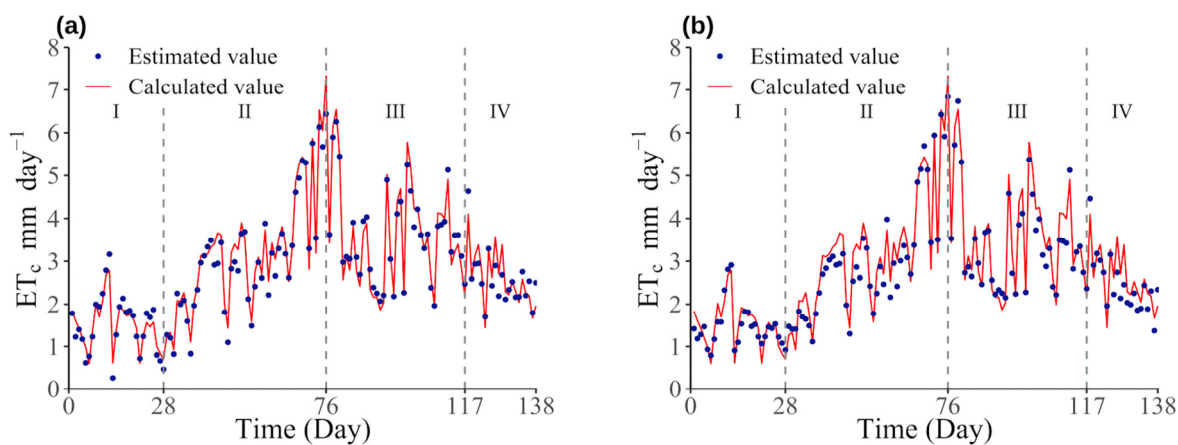 (a)
8
Estimated value
Calculated value
7
I
II
III
IV
6
5
4
3
2
1
0
0
28
76
117
138
ETc mm day⁻¹
Time (Day)
(b)
8
Estimated value
Calculated value
7
I
II
III
IV
6
5
4
3
2
1
0
0
28
76
117
138
ETc mm day⁻¹
Time (Day)